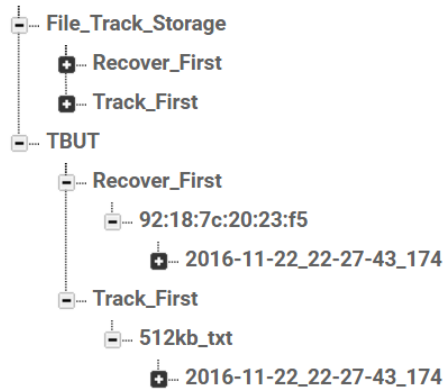 File_Track_Storage
Recover_First
Track_First
TBUT
Recover_First
92:18:7c:20:23:f5
2016-11-22_22-27-43_174
Track_First
512kb_txt
2016-11-22_22-27-43_174